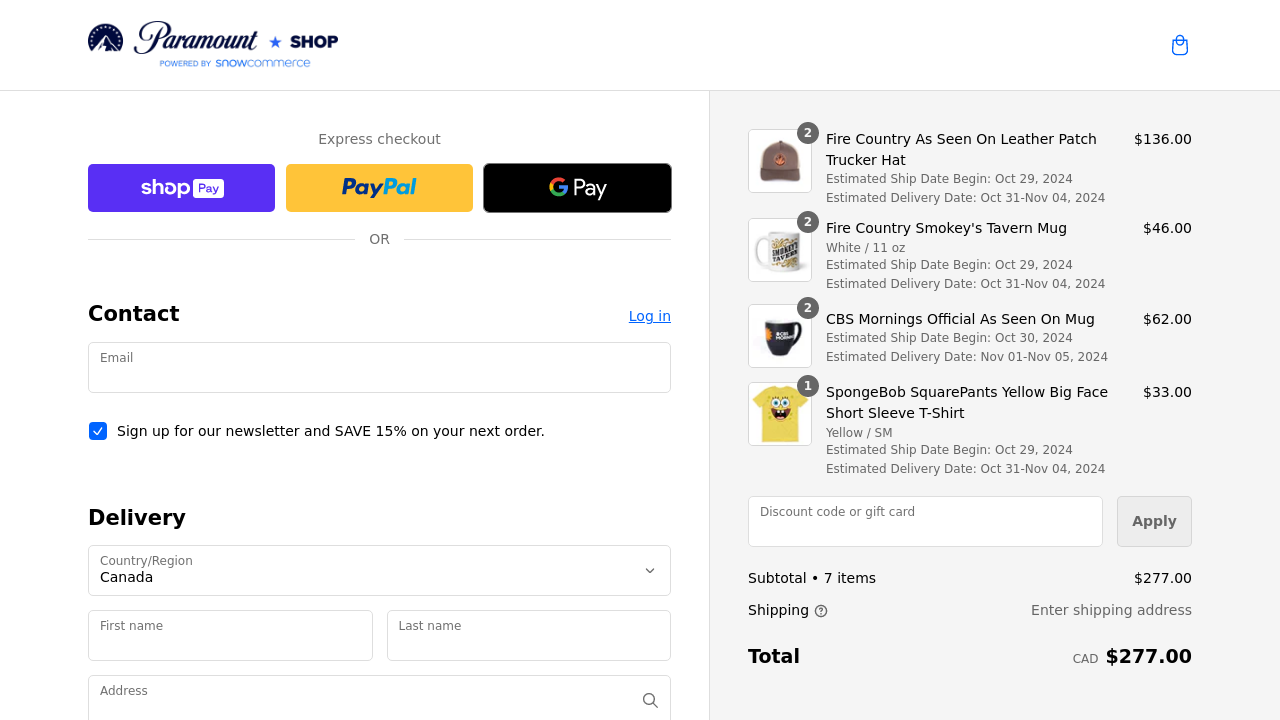 Paramount ★ SHOP
POWERED BY snowcommerce
Express checkout
shop Pay
PayPal
G Pay
OR
Contact
Log in
Email
Sign up for our newsletter and SAVE 15% on your next order.
Delivery
Country/Region
Canada
First name
Last name
Address
2
Fire Country As Seen On Leather Patch
Trucker Hat
$136.00
Estimated Ship Date Begin: Oct 29, 2024
Estimated Delivery Date: Oct 31-Nov 04, 2024
SMOKEY'S
TAVERN
2
Fire Country Smokey's Tavern Mug
$46.00
White / 11 oz
Estimated Ship Date Begin: Oct 29, 2024
Estimated Delivery Date: Oct 31-Nov 04, 2024
2
CBS Mornings Official As Seen On Mug
$62.00
Estimated Ship Date Begin: Oct 30, 2024
Estimated Delivery Date: Nov 01-Nov 05, 2024
1
SpongeBob SquarePants Yellow Big Face
Short Sleeve T-Shirt
$33.00
Yellow / SM
Estimated Ship Date Begin: Oct 29, 2024
Estimated Delivery Date: Oct 31-Nov 04, 2024
Discount code or gift card
Apply
Subtotal • 7 items
$277.00
Shipping
Enter shipping address
Total
CAD $277.00